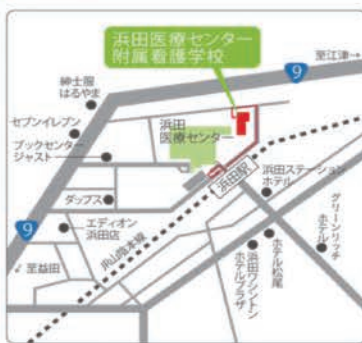 浜田医療センター
附属看護学校
至江津→
9
紳士服
はるやま
セブンイレブン
ブックセンター
ジャスト
浜田
医療センター
浜田駅
浜田ステーション
ホテル
ダップス
エディオン
浜田店
9
↙至益田
JR山陰本線
グリーンリッチ
ホテル
ホテル松尾
浜田ワシントン
ホテルプラザ